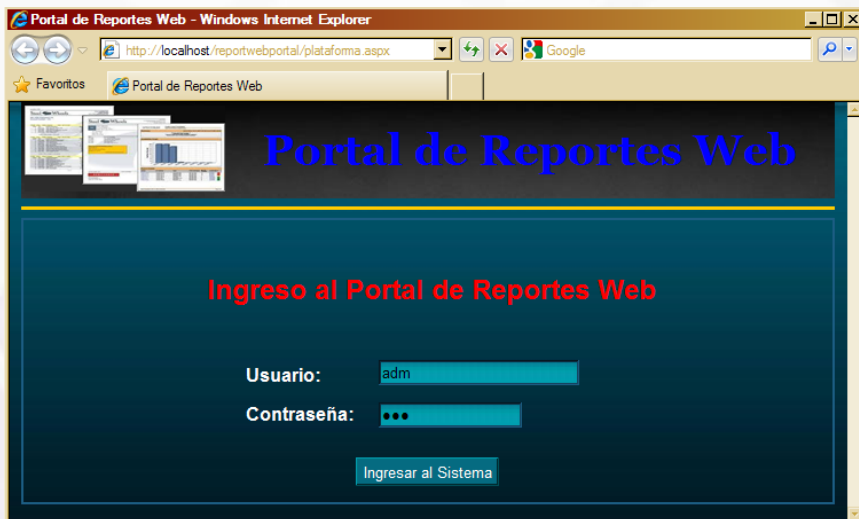 Portal de Reportes Web - Windows Internet Explorer
http://localhost/reportwebportal/plataforma.aspx
Google
Favoritos
Portal de Reportes Web
Portal de Reportes Web
Ingreso al Portal de Reportes Web
Usuario: adm
Contraseña: •••
Ingresar al Sistema